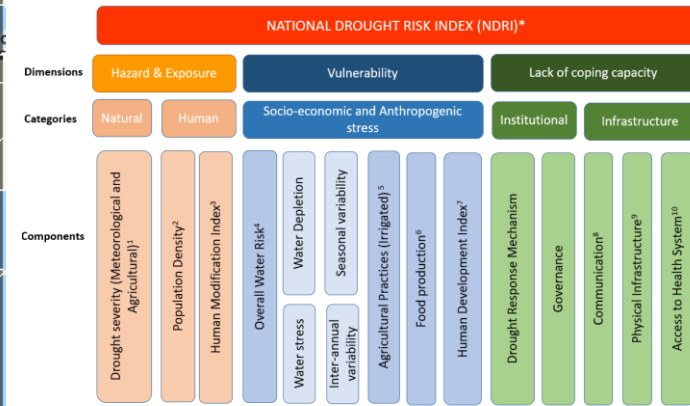 NATIONAL DROUGHT RISK INDEX (NDRI)*
Dimensions
Hazard & Exposure
Vulnerability
Lack of coping capacity
Categories
Natural
Human
Socio-economic and Anthropogenic
stress
Institutional
Infrastructure
Components
Drought severity (Meteorological and
Agricultural)¹
Population Density²
Human Modification Index³
Overall Water Risk⁴
Water Depletion
Water stress
Seasonal variability
Inter-annual
variability
Agricultural Practices (Irrigated) ⁵
Food production⁶
Human Development Index⁷
Drought Response Mechanism
Governance
Communication⁸
Physical Infrastructure⁹
Access to Health System¹⁰